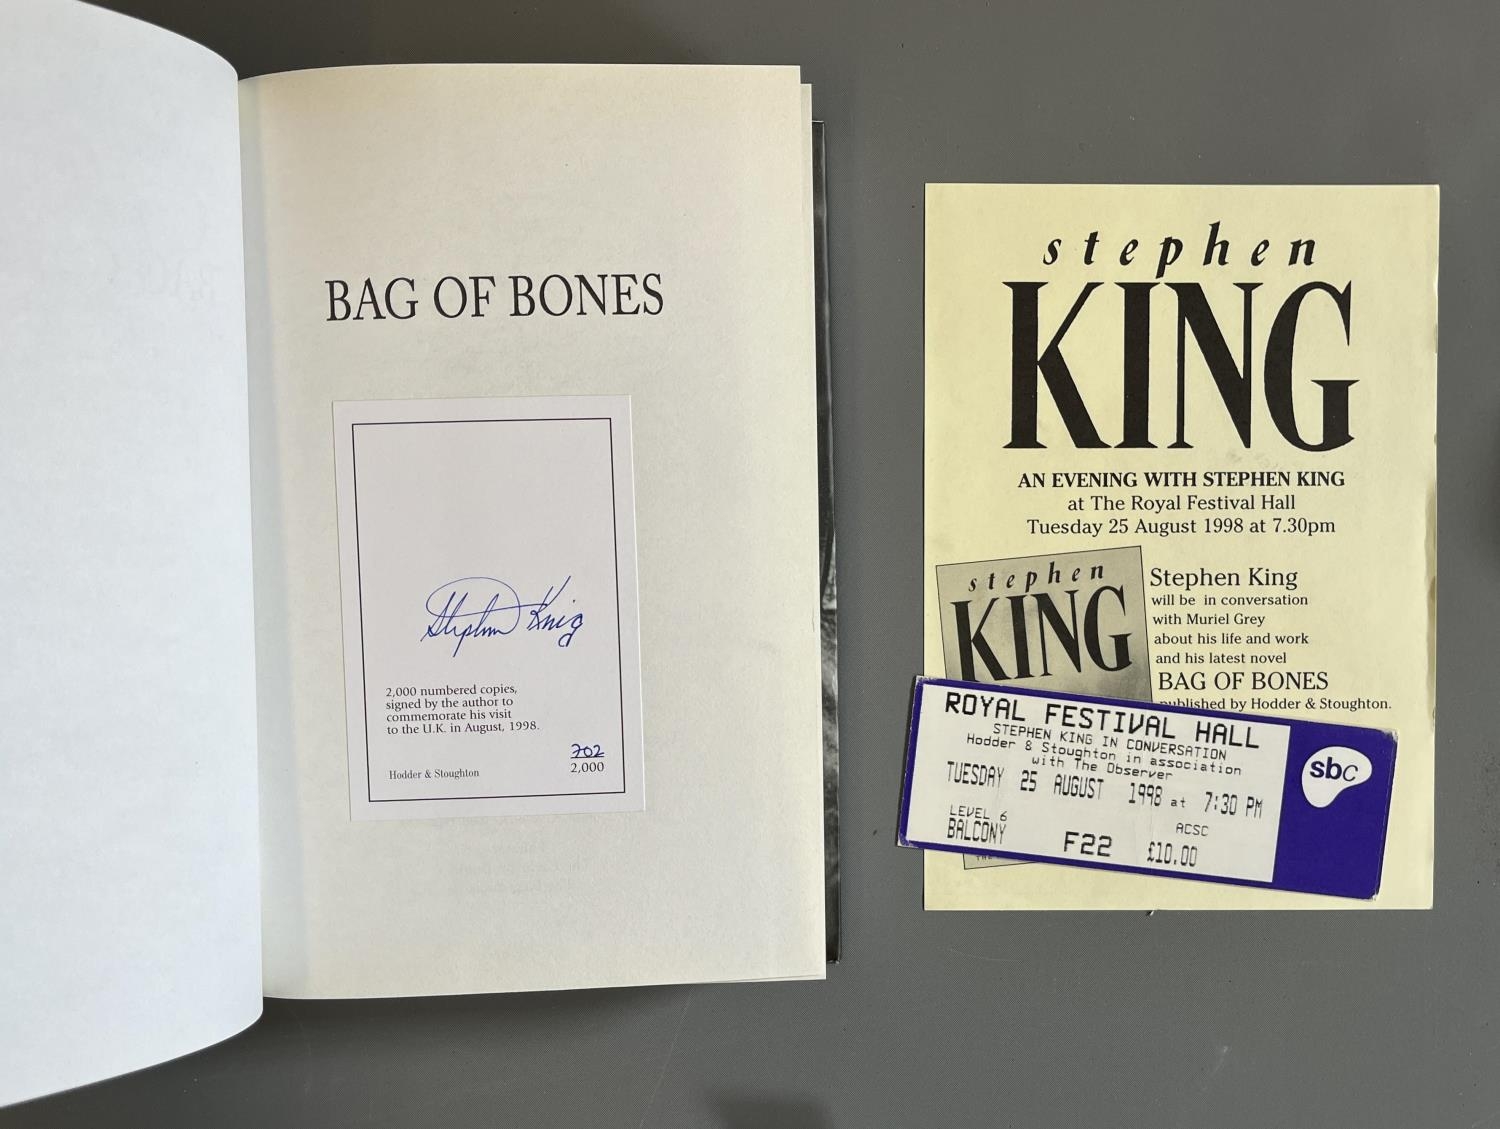 BAG OF BONES
Stephen King
2,000 numbered copies,
signed by the author to
commemorate his visit
to the U.K. in August, 1998.
702
2,000
Hodder & Stoughton
stephen
KING
AN EVENING WITH STEPHEN KING
at The Royal Festival Hall
Tuesday 25 August 1998 at 7.30pm
stephen
KING
Stephen King
will be in conversation
with Muriel Grey
about his life and work
and his latest novel
BAG OF BONES
published by Hodder & Stoughton.
ROYAL FESTIVAL HALL
STEPHEN KING IN CONVERSATION
Hodder & Stoughton in association
with The Observer
TUESDAY 25 AUGUST 1998 at 7:30 PM
LEVEL 6
BALCONY F22
ACSC
£10.00
sbc